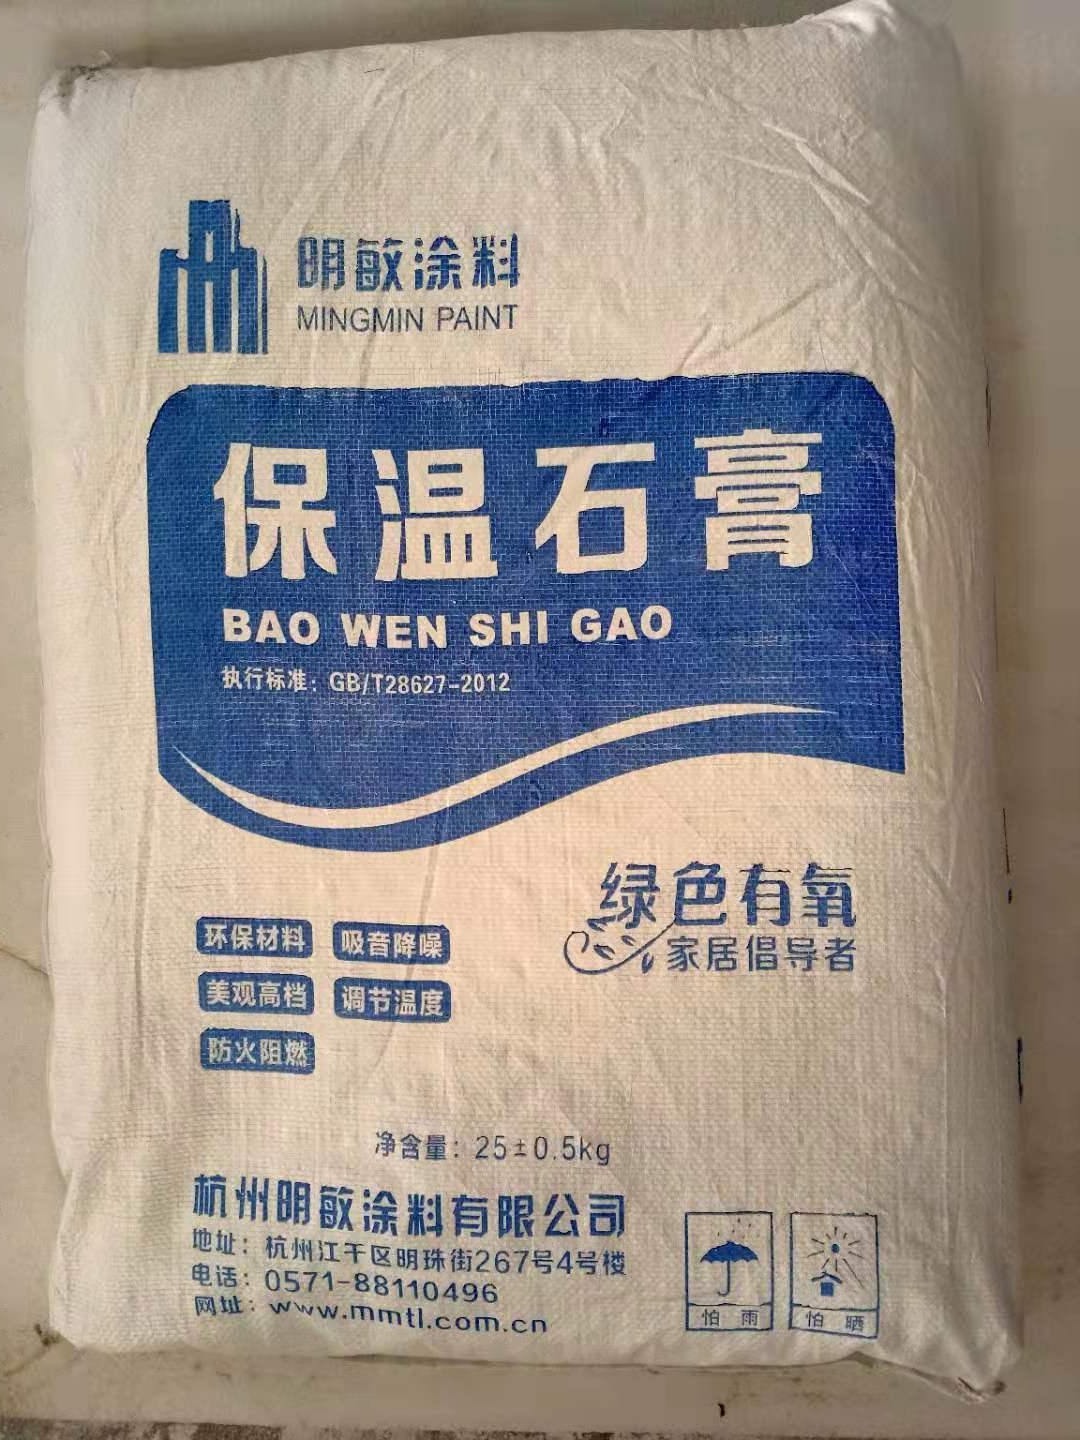 明敏涂料
MINGMIN PAINT
保温石膏
BAO WEN SHI GAO
执行标准：GB/T28627-2012
绿色有氧
家居倡导者
环保材料 吸音降噪
美观高档 调节温度
防火阻燃
净含量：25±0.5kg
杭州明敏涂料有限公司
地址：杭州江干区明珠街267号4号楼
电话：0571-88110496
网址：www.mmtl.com.cn
怕雨 怕晒